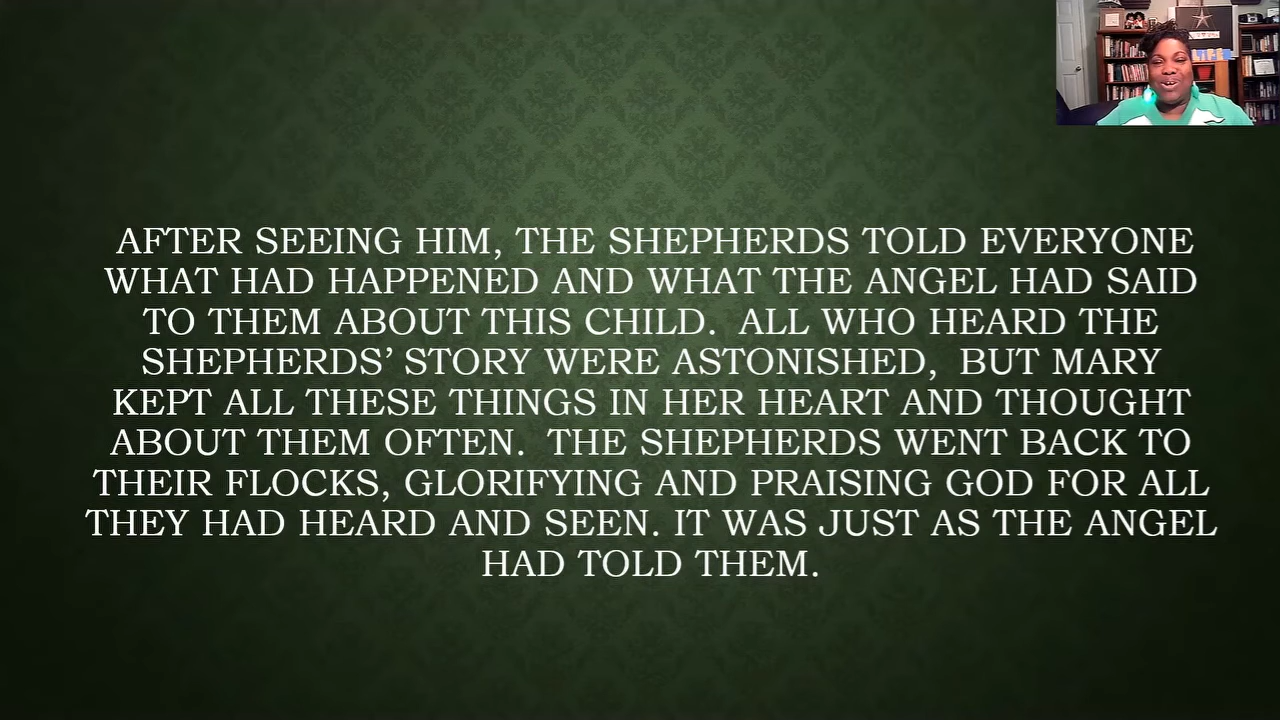 AFTER SEEING HIM, THE SHEPHERDS TOLD EVERYONE
WHAT HAD HAPPENED AND WHAT THE ANGEL HAD SAID
TO THEM ABOUT THIS CHILD.  ALL WHO HEARD THE
SHEPHERDS’ STORY WERE ASTONISHED,  BUT MARY
KEPT ALL THESE THINGS IN HER HEART AND THOUGHT
ABOUT THEM OFTEN.  THE SHEPHERDS WENT BACK TO
THEIR FLOCKS, GLORIFYING AND PRAISING GOD FOR ALL
THEY HAD HEARD AND SEEN. IT WAS JUST AS THE ANGEL
HAD TOLD THEM.